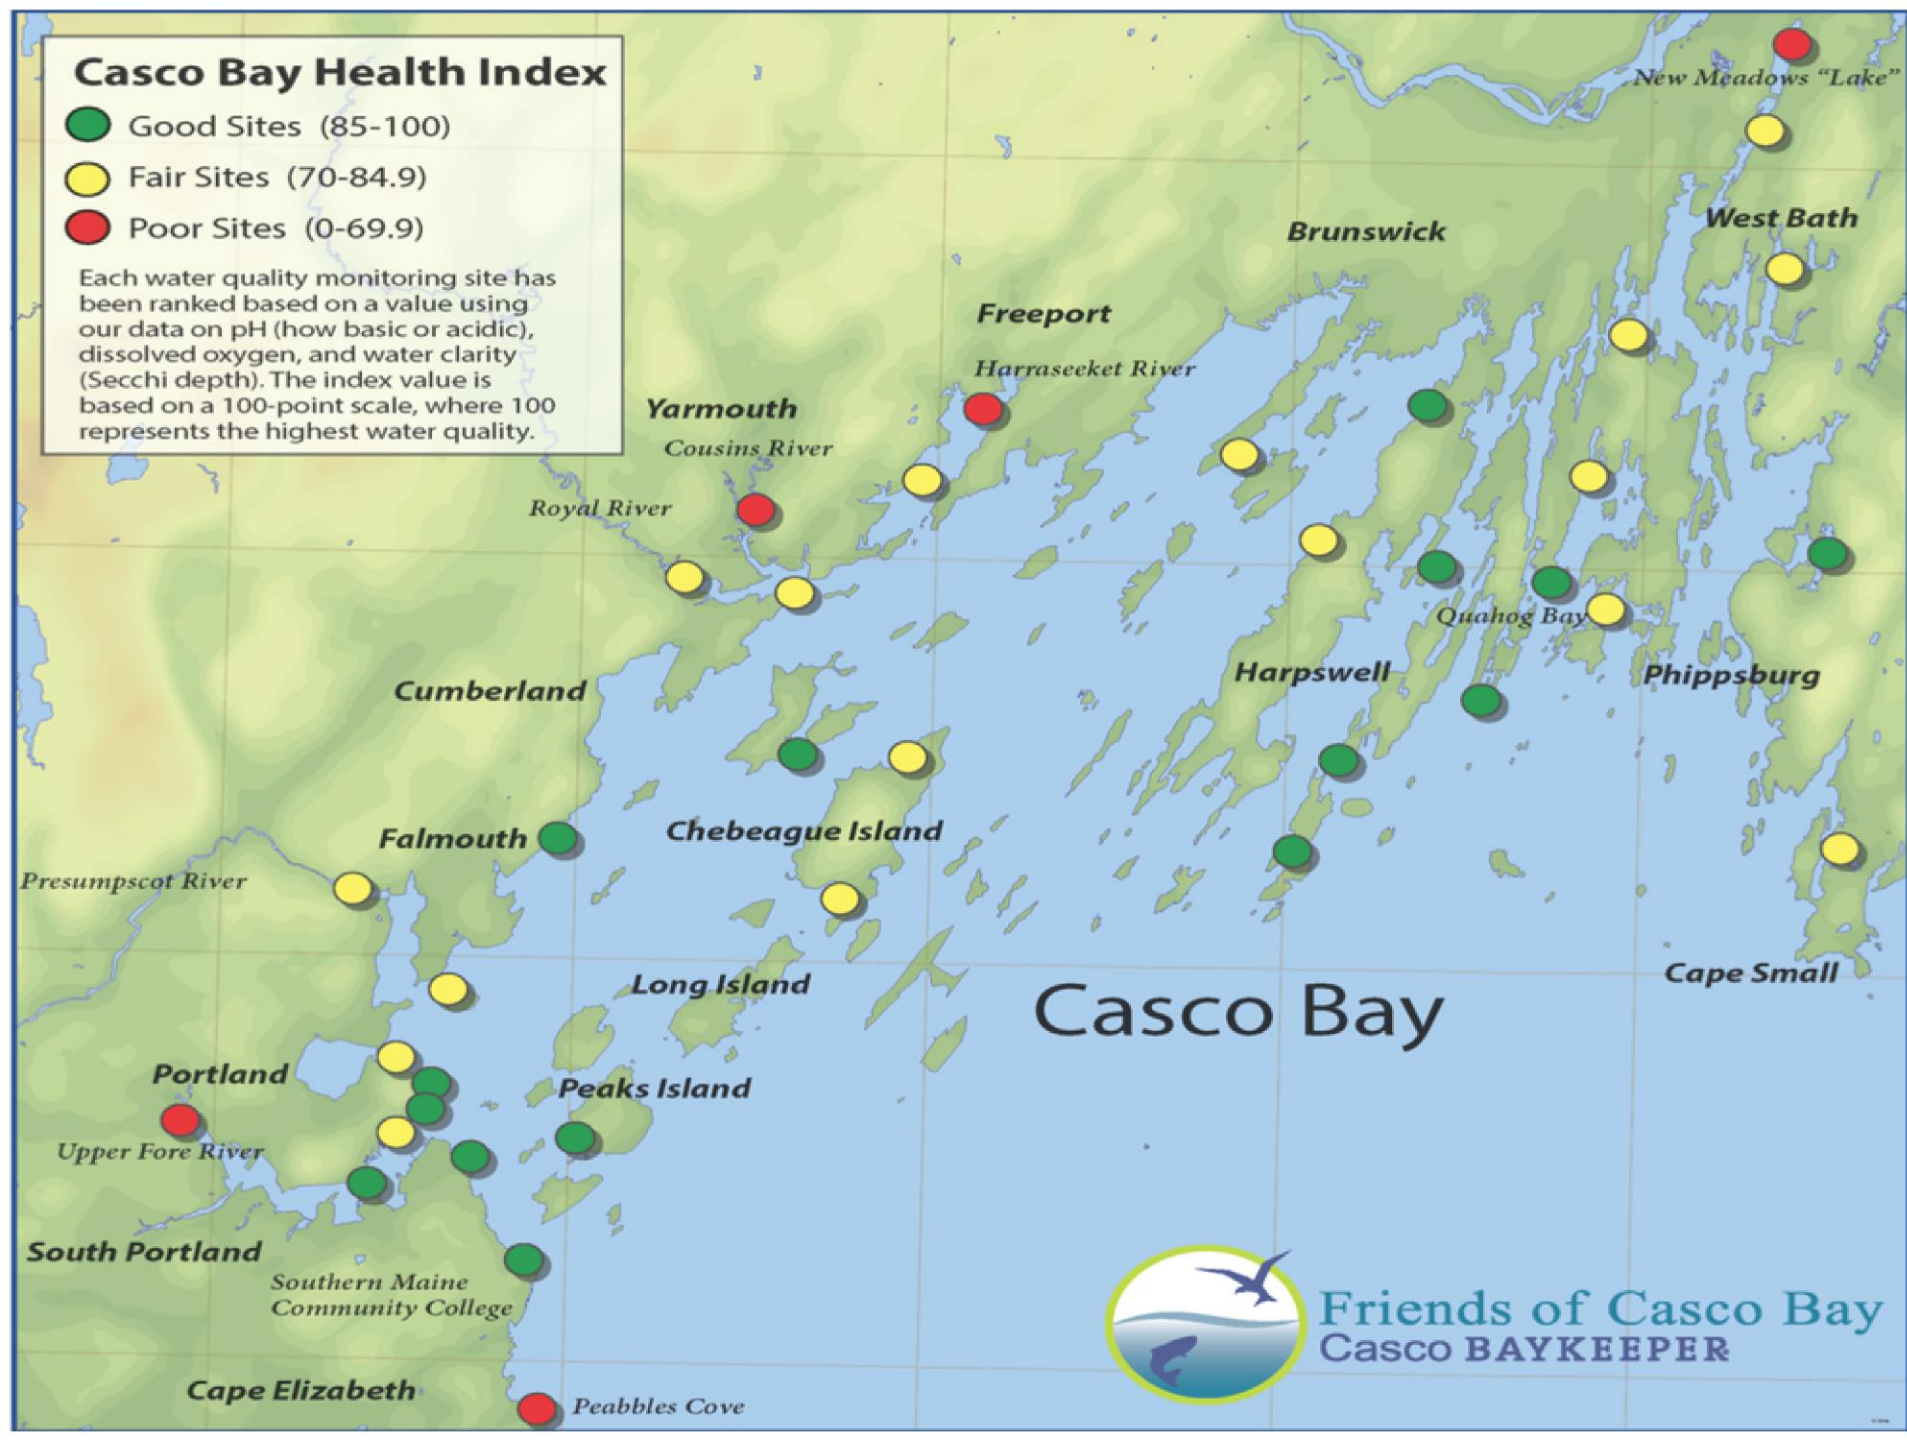 Casco Bay Health Index
Good Sites (85-100)
Fair Sites (70-84.9)
Poor Sites (0-69.9)
Each water quality monitoring site has
been ranked based on a value using
our data on pH (how basic or acidic),
dissolved oxygen, and water clarity
(Secchi depth). The index value is
based on a 100-point scale, where 100
represents the highest water quality.
New Meadows “Lake”
West Bath
Brunswick
Freeport
Harraseeket River
Yarmouth
Cousins River
Royal River
Quahog Bay
Harpswell
Phippsburg
Cumberland
Falmouth
Chebeague Island
Presumpscot River
Long Island
Cape Small
Casco Bay
Portland
Peaks Island
Upper Fore River
South Portland
Southern Maine
Community College
Cape Elizabeth
Peabbles Cove
Friends of Casco Bay
Casco BAYKEEPER